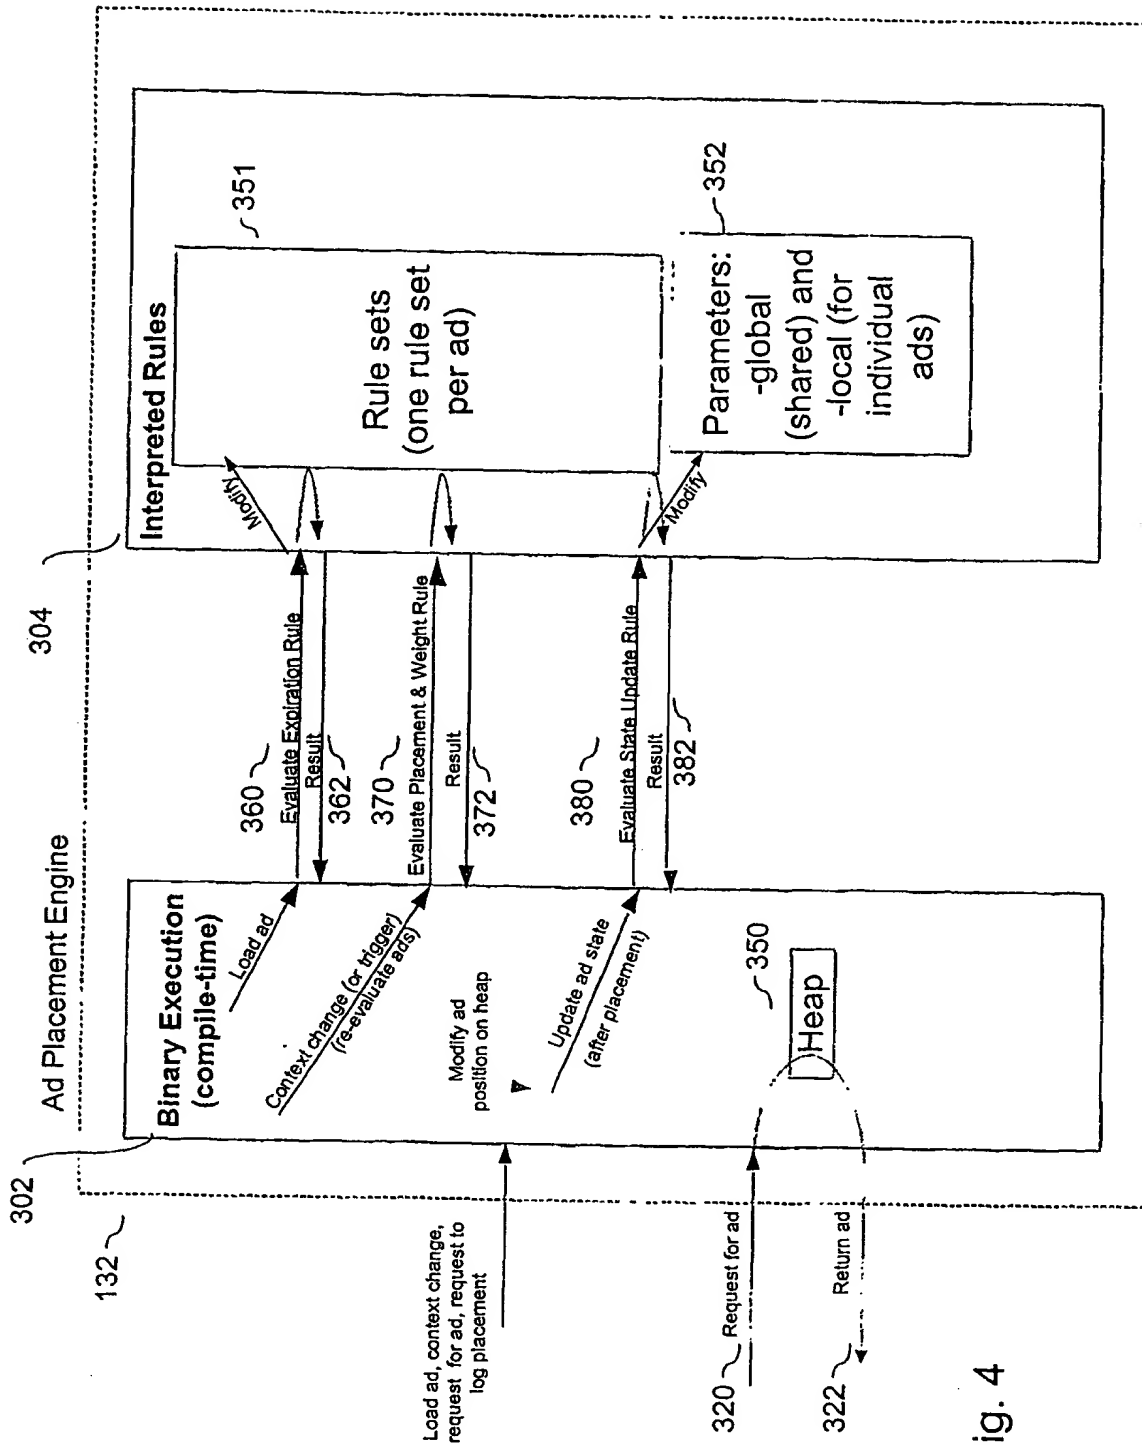 Ad Placement Engine
132
302
304
Binary Execution
(compile-time)
Load ad
Context change (or trigger)
(re-evaluate ads)
Modify ad
position on heap
Update ad state
(after placement)
350
Heap
360
Evaluate Expiration Rule
Result
362
370
Evaluate Placement & Weight Rule
Result
372
380
Evaluate State Update Rule
Result
382
Interpreted Rules
Modify
351
Rule sets
(one rule set
per ad)
Modify
352
Parameters:
-global
(shared) and
-local (for
individual
ads)
Load ad, context change,
request for ad, request to
log placement
320
Request for ad
322
Return ad
ig. 4